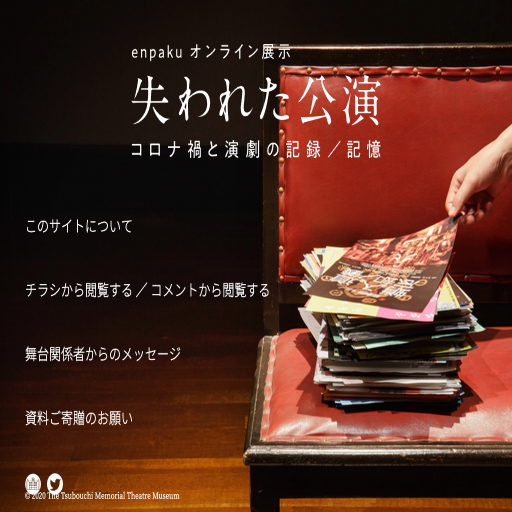 enpaku オンライン展示
失われた公演
コロナ禍と演劇の記録／記憶
このサイトについて
チラシから閲覧する ／ コメントから閲覧する
舞台関係者からのメッセージ
資料ご寄贈のお願い
© 2020 The Tsubouchi Memorial Theatre Museum